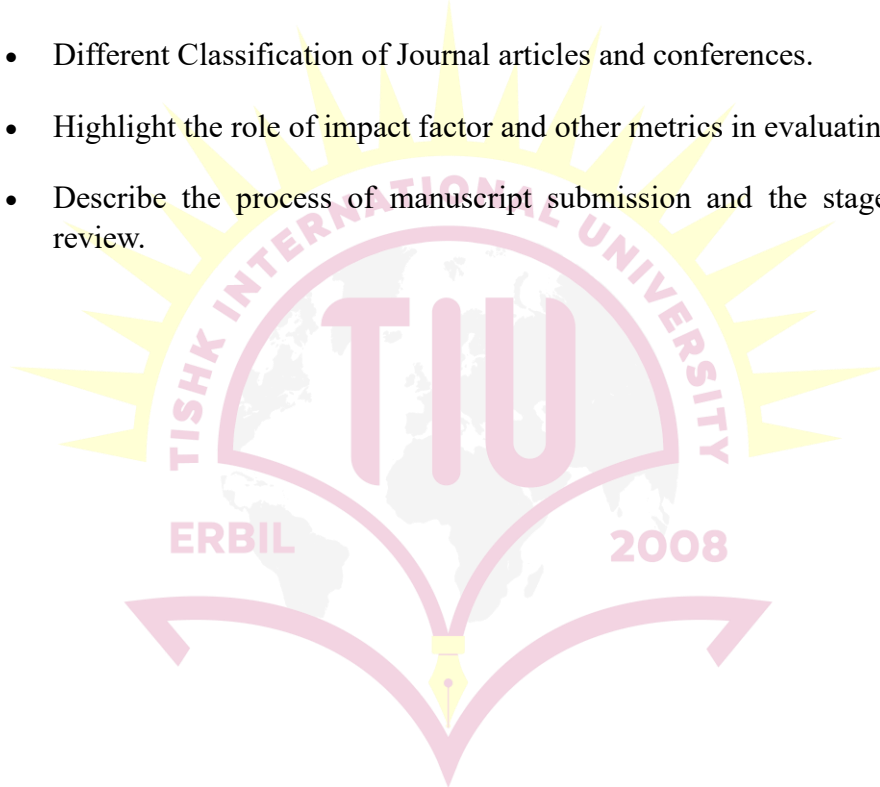 • Different Classification of Journal articles and conferences.
• Highlight the role of impact factor and other metrics in evaluatin
• Describe the process of manuscript submission and the stage
review.
TISHK INTERNATIONAL UNIVERSITY
TIU
ERBIL
2008